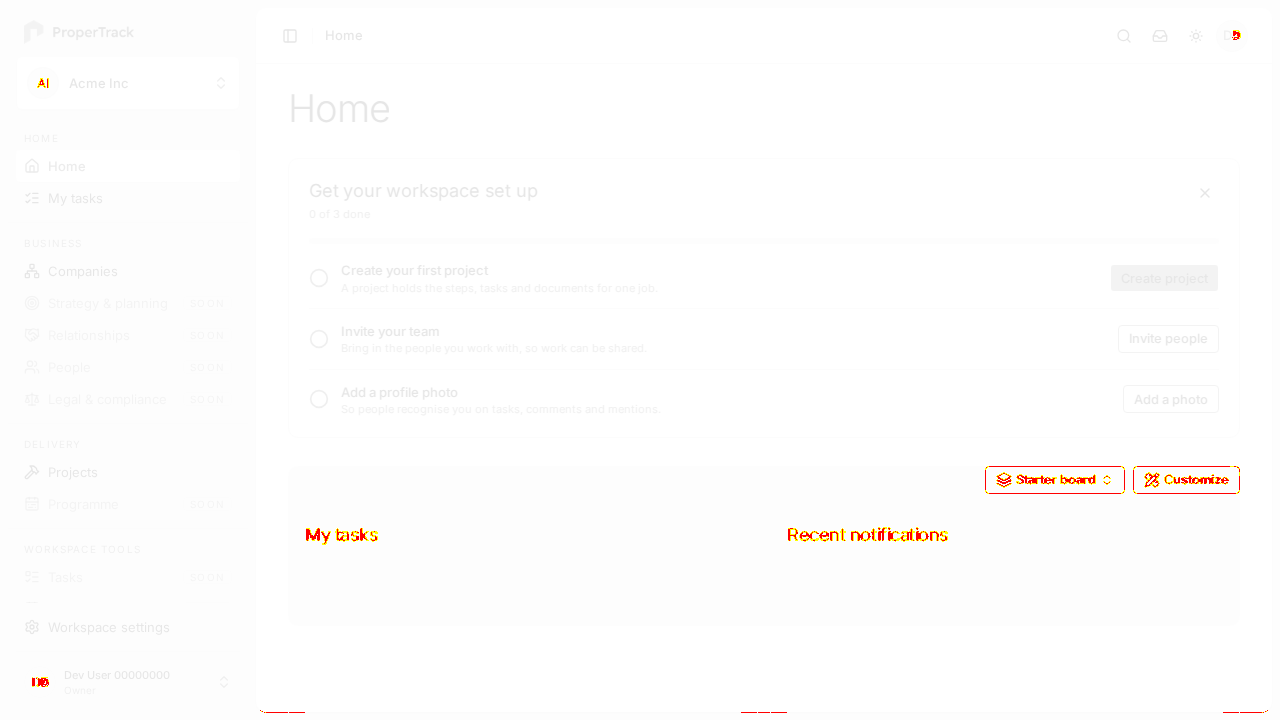 ProperTrack
AI
Acme Inc
HOME
Home
My tasks
BUSINESS
Companies
Strategy & planning SOON
Relationships SOON
People SOON
Legal & compliance SOON
DELIVERY
Projects
Programme SOON
WORKSPACE TOOLS
Tasks SOON
Workspace settings
Dev User 00000000
Owner
Home
Home
Get your workspace set up
0 of 3 done
Create your first project
A project holds the steps, tasks and documents for one job.
Create project
Invite your team
Bring in the people you work with, so work can be shared.
Invite people
Add a profile photo
So people recognise you on tasks, comments and mentions.
Add a photo
Starter board
Customize
My tasks
Recent notifications